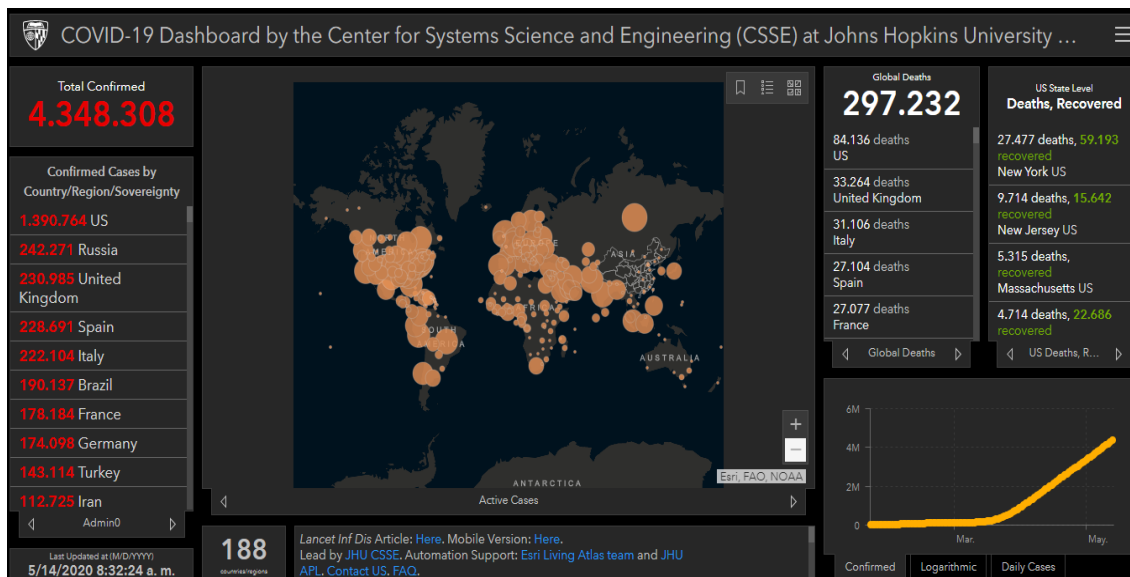 COVID-19 Dashboard by the Center for Systems Science and Engineering (CSSE) at Johns Hopkins University ...
Total Confirmed
4.348.308
Confirmed Cases by
Country/Region/Sovereignty
1.390.764 US
242.271 Russia
230.985 United
Kingdom
228.691 Spain
222.104 Italy
190.137 Brazil
178.184 France
174.098 Germany
143.114 Turkey
112.725 Iran
Admin0
Last Updated at (M/D/YYYY)
5/14/2020 8:32:24 a. m.
NORTH
AMERICA
SOUTH
AMERICA
EUROPE
AFRICA
ASIA
AUSTRALIA
ANTARCTICA
+
−
Esri, FAO, NOAA
Active Cases
188
countries/regions
Lancet Inf Dis Article: Here. Mobile Version: Here.
Lead by JHU CSSE. Automation Support: Esri Living Atlas team and JHU
APL. Contact US. FAQ.
Global Deaths
297.232
84.136 deaths
US
33.264 deaths
United Kingdom
31.106 deaths
Italy
27.104 deaths
Spain
27.077 deaths
France
Global Deaths
US State Level
Deaths, Recovered
27.477 deaths, 59.193
recovered
New York US
9.714 deaths, 15.642
recovered
New Jersey US
5.315 deaths,
recovered
Massachusetts US
4.714 deaths, 22.686
recovered
US Deaths, R...
6M
4M
2M
0
Mar.
May.
Confirmed
Logarithmic
Daily Cases